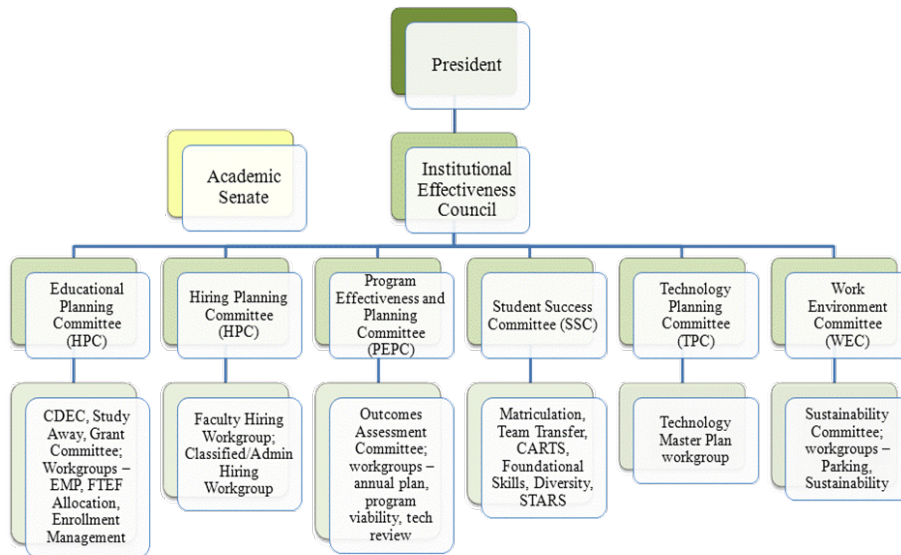 President
Academic
Senate
Institutional
Effectiveness
Council
Educational
Planning
Committee
(HPC)
Hiring Planning
Committee
(HPC)
Program
Effectiveness and
Planning
Committee
(PEPC)
Student Success
Committee (SSC)
Technology
Planning
Committee
(TPC)
Work
Environment
Committee
(WEC)
CDEC, Study
Away, Grant
Committee;
Workgroups –
EMP, FTEF
Allocation,
Enrollment
Management
Faculty Hiring
Workgroup;
Classified/Admin
Hiring
Workgroup
Outcomes
Assessment
Committee;
workgroups –
annual plan,
program
viability, tech
review
Matriculation,
Team Transfer,
CARTS,
Foundational
Skills, Diversity,
STARS
Technology
Master Plan
workgroup
Sustainability
Committee;
workgroups –
Parking,
Sustainability